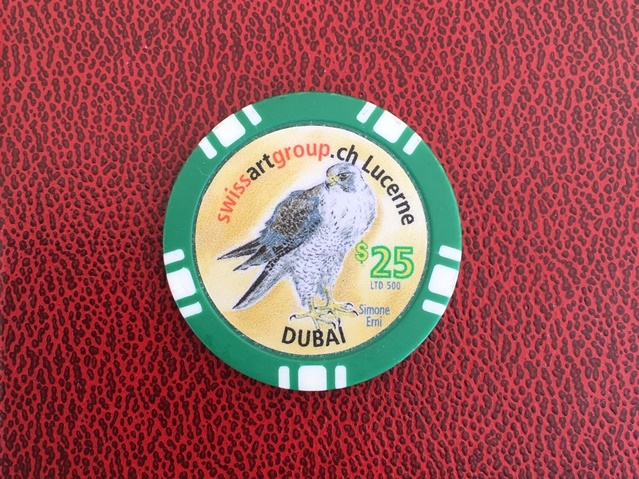 swissartgroup.ch Lucerne
$25
LTD 500
Simone
Erni
DUBAI